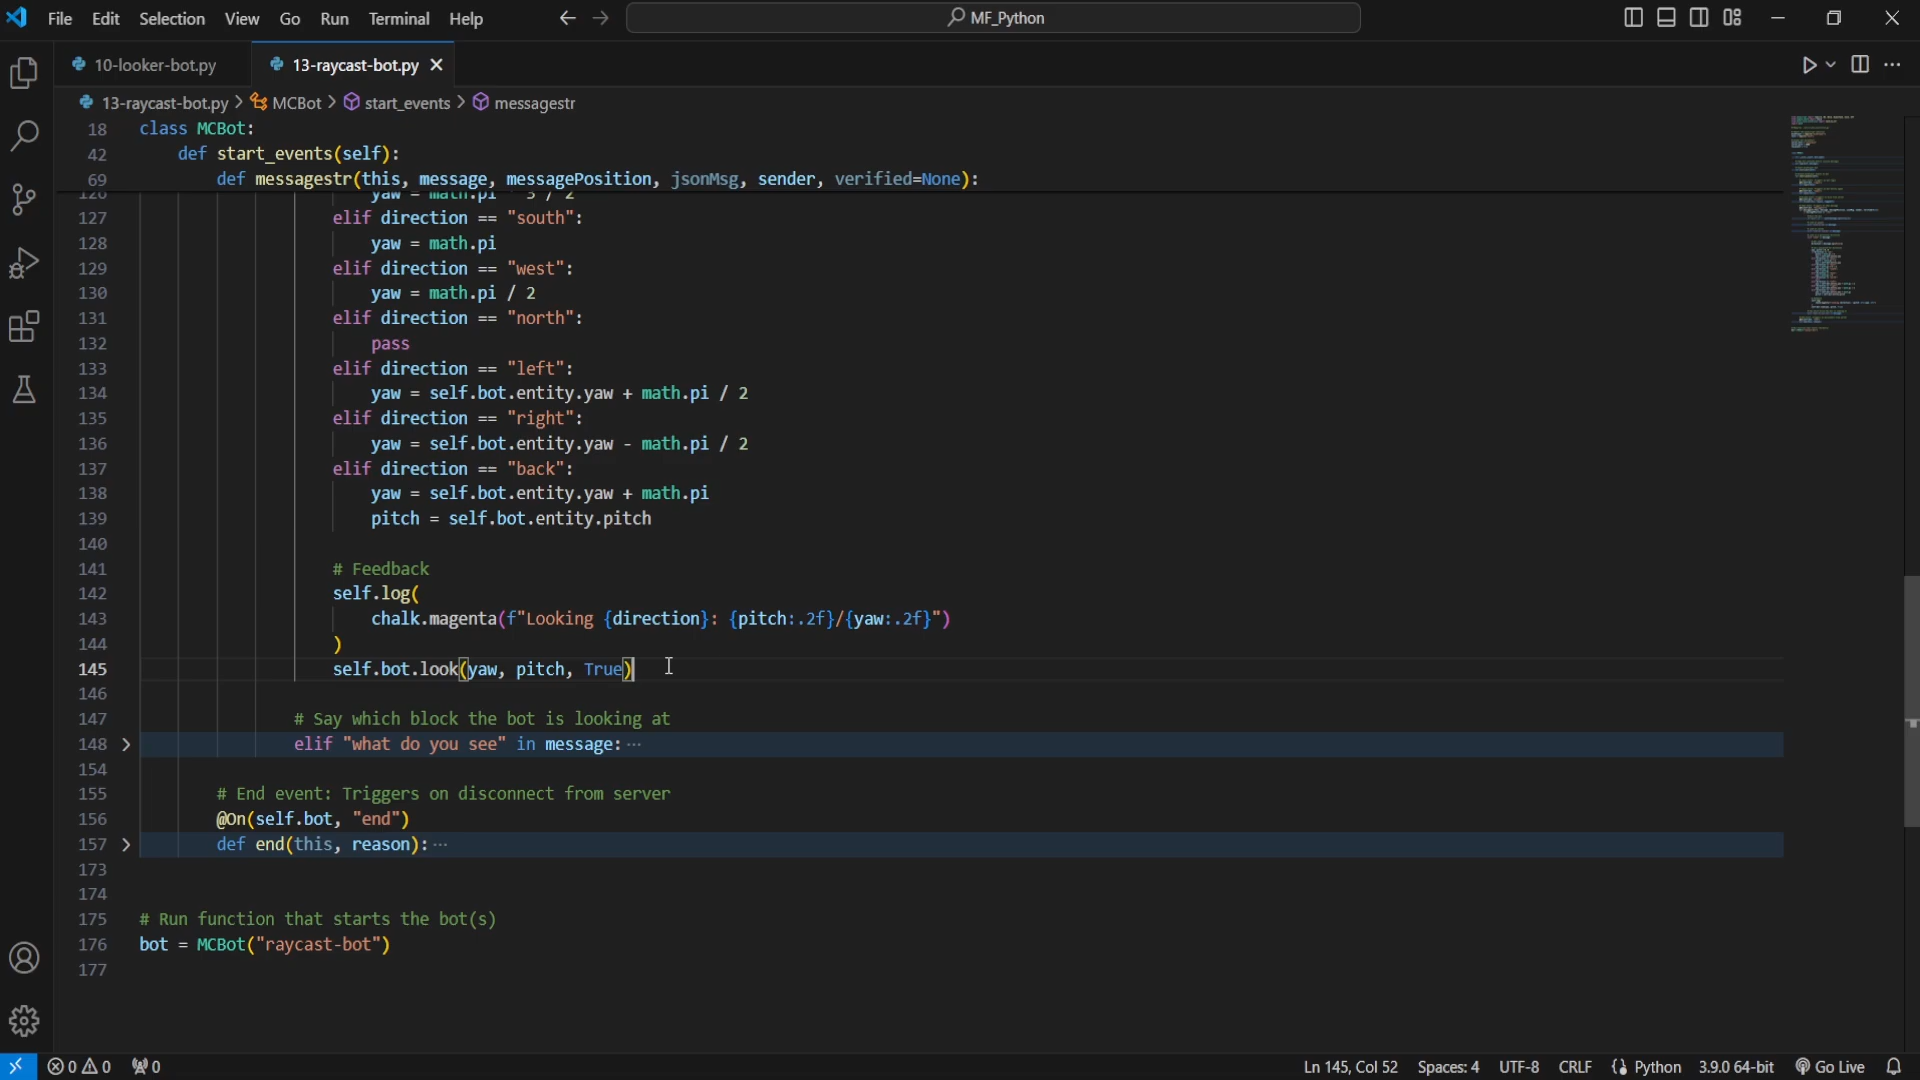 File Edit Selection View Go Run Terminal Help
MF_Python
10-looker-bot.py
13-raycast-bot.py
13-raycast-bot.py > MCBot > start_events > messagestr
18 class MCBot:
42 def start_events(self):
69 def messagestr(this, message, messagePosition, jsonMsg, sender, verified=None):
127 elif direction == "south":
128 yaw = math.pi
129 elif direction == "west":
130 yaw = math.pi / 2
131 elif direction == "north":
132 pass
133 elif direction == "left":
134 yaw = self.bot.entity.yaw + math.pi / 2
135 elif direction == "right":
136 yaw = self.bot.entity.yaw - math.pi / 2
137 elif direction == "back":
138 yaw = self.bot.entity.yaw + math.pi
139 pitch = self.bot.entity.pitch
140
141 # Feedback
142 self.log(
143 chalk.magenta(f"Looking {direction}: {pitch:.2f}/{yaw:.2f}")
144 )
145 self.bot.look(yaw, pitch, True)
146
147 # Say which block the bot is looking at
148 elif "what do you see" in message: ⋯
154
155 # End event: Triggers on disconnect from server
156 @On(self.bot, "end")
157 def end(this, reason): ⋯
173
174
175 # Run function that starts the bot(s)
176 bot = MCBot("raycast-bot")
177
0 0 0 Ln 145, Col 52 Spaces: 4 UTF-8 CRLF Python 3.9.0 64-bit Go Live